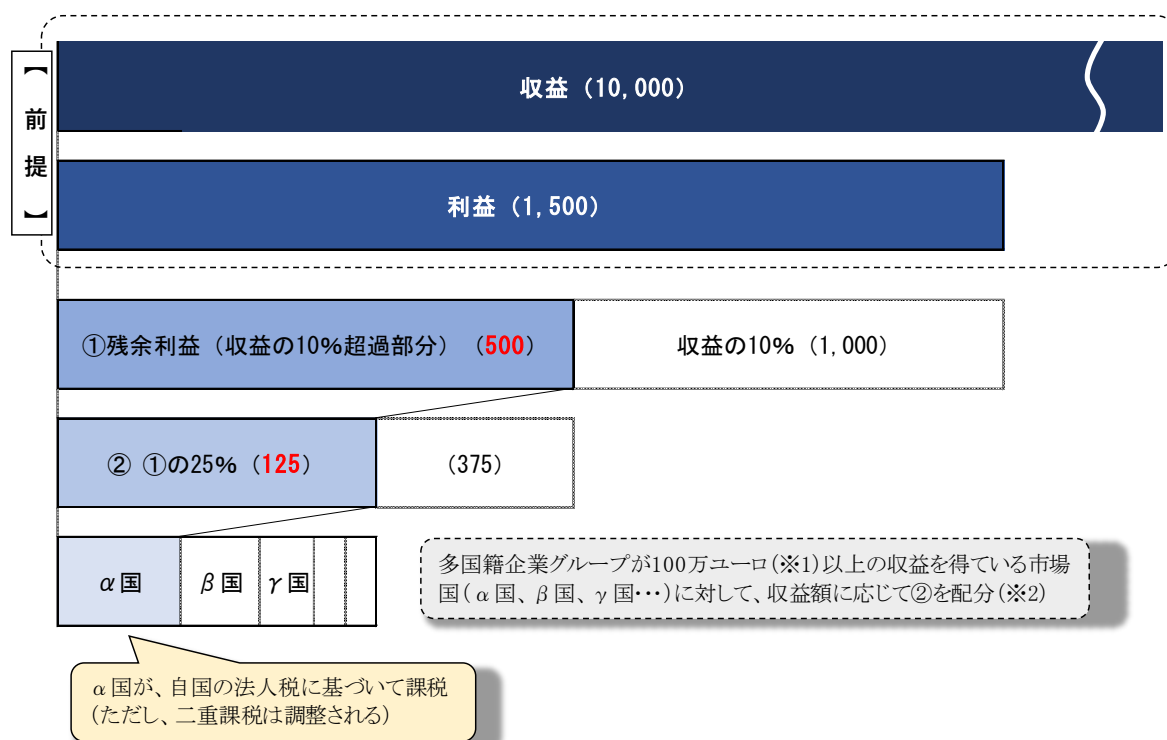 【前提】
収益（10,000）
利益（1,500）
①残余利益（収益の10％超過部分）（500）
収益の10％（1,000）
② ①の25％（125）
（375）
α国
β国
γ国
多国籍企業グループが100万ユーロ(※1)以上の収益を得ている市場
国(α国、β国、γ国･･･)に対して、収益額に応じて②を配分(※2)
α国が、自国の法人税に基づいて課税
(ただし、二重課税は調整される)